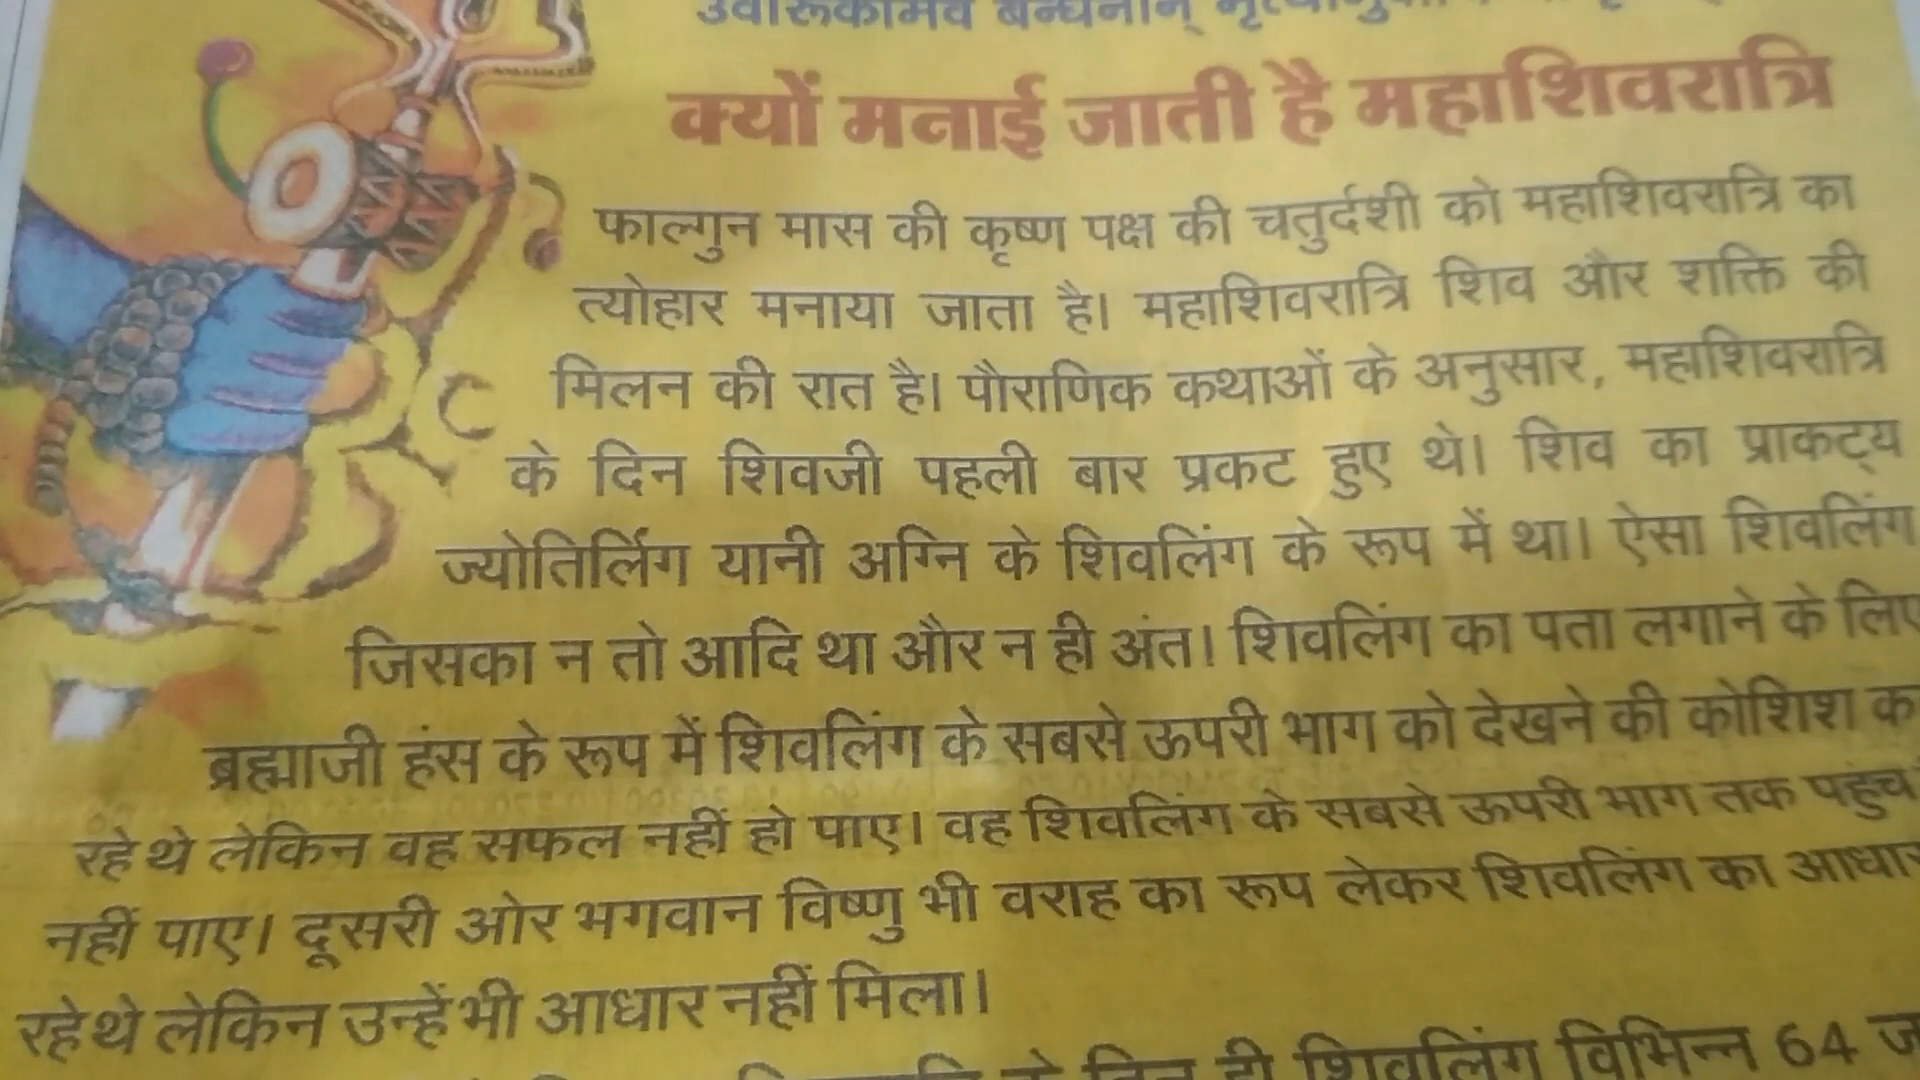 उर्वारुकमिव बन्धनान्
क्यों मनाई जाती है महाशिवरात्रि
फाल्गुन मास की कृष्ण पक्ष की चतुर्दशी को महाशिवरात्रि का
त्योहार मनाया जाता है। महाशिवरात्रि शिव और शक्ति की
मिलन की रात है। पौराणिक कथाओं के अनुसार, महाशिवरात्रि
के दिन शिवजी पहली बार प्रकट हुए थे। शिव का प्राकट्य
ज्योतिर्लिंग यानी अग्नि के शिवलिंग के रूप में था। ऐसा शिवलिंग
जिसका न तो आदि था और न ही अंत। शिवलिंग का पता लगाने के लिए
ब्रह्माजी हंस के रूप में शिवलिंग के सबसे ऊपरी भाग को देखने की कोशिश क
रहे थे लेकिन वह सफल नहीं हो पाए। वह शिवलिंग के सबसे ऊपरी भाग तक पहुंच
नहीं पाए। दूसरी ओर भगवान विष्णु भी वराह का रूप लेकर शिवलिंग का आधार
रहे थे लेकिन उन्हें भी आधार नहीं मिला।
के दिन ही शिवलिंग विभिन्न 64